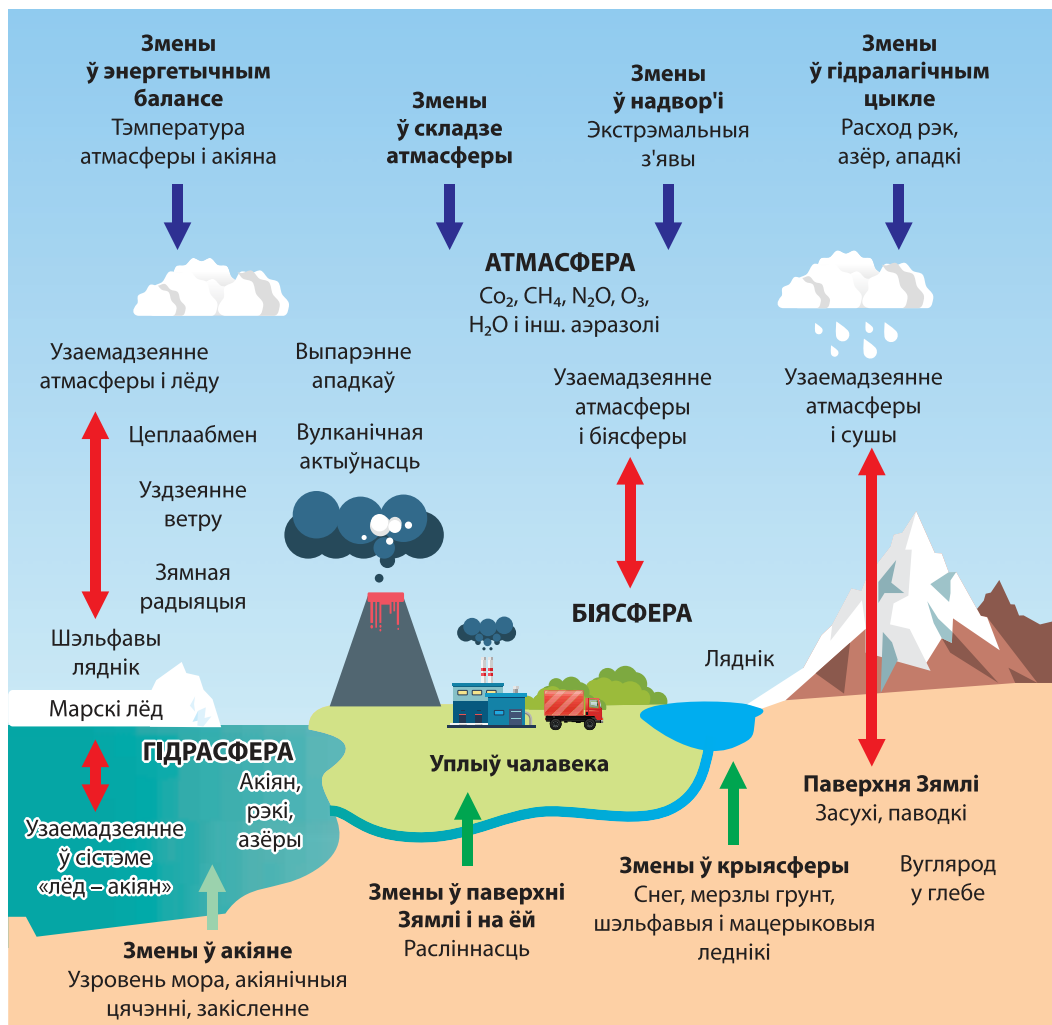 Змены
ў энергетычным
балансе
Тэмпература
атмасферы і акіяна
Змены
ў складзе
атмасферы
Змены
ў надвор'і
Экстрэмальныя
з'явы
Змены
ў гідралагічным
цыкле
Расход рэк,
азёр, ападкі
АТМАСФЕРА
Co₂, CH₄, N₂O, O₃,
H₂O і інш. аэразолі
Узаемадзеянне
атмасферы і лёду
Выпарэнне
ападкаў
Узаемадзеянне
атмасферы
і біясферы
Узаемадзеянне
атмасферы
і сушы
Цеплаабмен
Вулканічная
актыўнасць
Уздзеянне
ветру
Зямная
радыяцыя
Шэльфавы
ляднік
БІЯСФЕРА
Ляднік
Марскі лёд
ГІДРАСФЕРА
Акіян,
рэкі,
азёры
Уплыў чалавека
Паверхня Зямлі
Засухі, паводкі
Узаемадзеянне
ў сістэме
«лёд – акіян»
Вуглярод
у глебе
Змены ў акіяне
Узровень мора, акіянічныя
цячэнні, закісленне
Змены ў паверхні
Зямлі і на ёй
Расліннасць
Змены ў крыясферы
Снег, мерзлы грунт,
шэльфавыя і мацерыковыя
леднікі